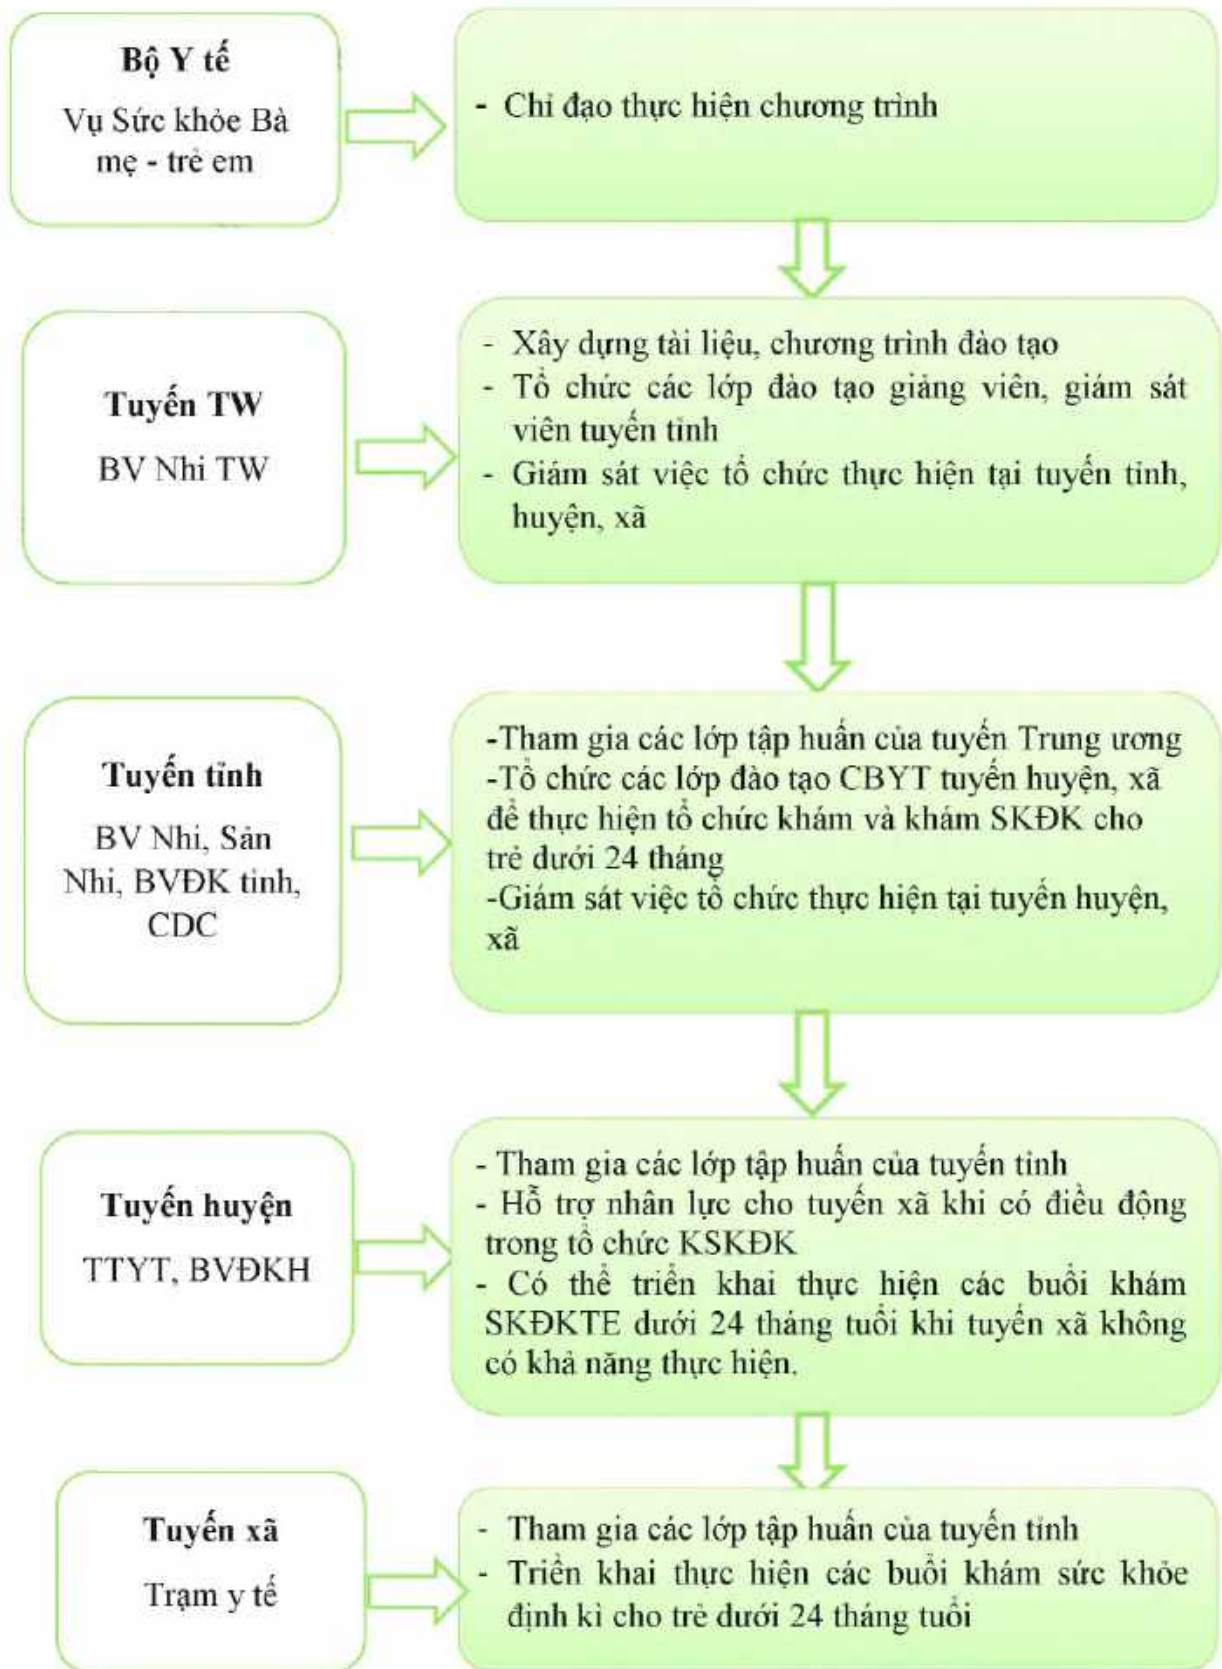 Bộ Y tế
Vụ Sức khỏe Bà
mẹ - trẻ em
- Chỉ đạo thực hiện chương trình
Tuyến TW
BV Nhi TW
- Xây dựng tài liệu, chương trình đào tạo
- Tổ chức các lớp đào tạo giảng viên, giám sát
viên tuyến tỉnh
- Giám sát việc tổ chức thực hiện tại tuyến tỉnh,
huyện, xã
Tuyến tỉnh
BV Nhi, Sản
Nhi, BVĐK tỉnh,
CDC
-Tham gia các lớp tập huấn của tuyến Trung ương
-Tổ chức các lớp đào tạo CBYT tuyến huyện, xã
để thực hiện tổ chức khám và khám SKĐK cho
trẻ dưới 24 tháng
-Giám sát việc tổ chức thực hiện tại tuyến huyện,
xã
Tuyến huyện
TTYT, BVĐKH
- Tham gia các lớp tập huấn của tuyến tỉnh
- Hỗ trợ nhân lực cho tuyến xã khi có điều động
trong tổ chức KSKĐK
- Có thể triển khai thực hiện các buổi khám
SKĐKTE dưới 24 tháng tuổi khi tuyến xã không
có khả năng thực hiện.
Tuyến xã
Trạm y tế
- Tham gia các lớp tập huấn của tuyến tỉnh
- Triển khai thực hiện các buổi khám sức khỏe
định kì cho trẻ dưới 24 tháng tuổi